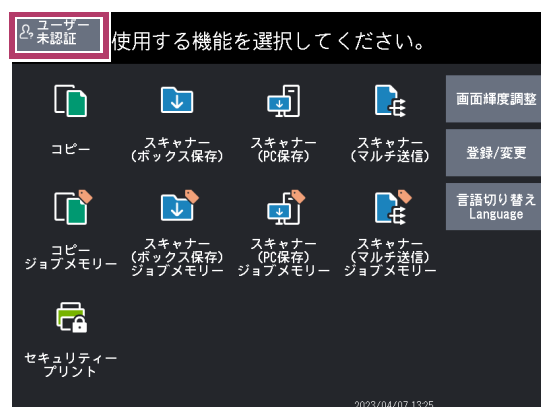 ユーザー
未認証
使用する機能を選択してください。
コピー
スキャナー
(ボックス保存)
スキャナー
(PC保存)
スキャナー
(マルチ送信)
画面輝度調整
登録/変更
言語切り替え
Language
コピー
ジョブメモリー
スキャナー
(ボックス保存)
ジョブメモリー
スキャナー
(PC保存)
ジョブメモリー
スキャナー
(マルチ送信)
ジョブメモリー
セキュリティー
プリント
2023/04/07 13:25